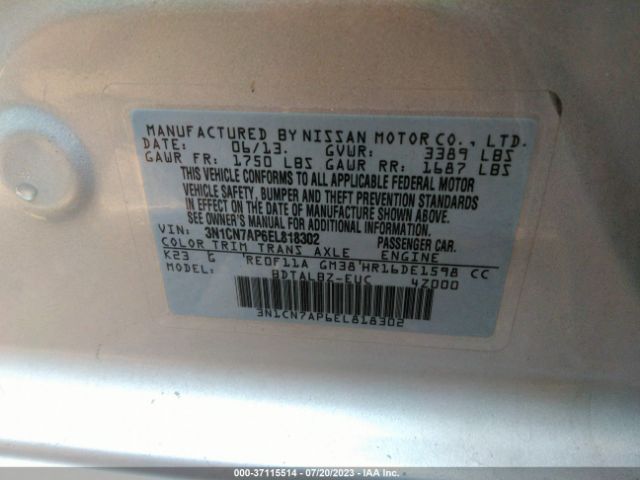 MANUFACTURED BY NISSAN MOTOR CO., LTD.
DATE: 06/13. GVWR: 3389 LBS
GAWR FR: 1750 LBS GAWR RR: 1687 LBS
THIS VEHICLE CONFORMS TO ALL APPLICABLE FEDERAL MOTOR
VEHICLE SAFETY, BUMPER AND THEFT PREVENTION STANDARDS
IN EFFECT ON THE DATE OF MANUFACTURE SHOWN ABOVE.
SEE OWNER'S MANUAL FOR ADDITIONAL INFORMATION
VIN: 3N1CN7AP6EL818302 PASSENGER CAR.
COLOR TRIM TRANS AXLE ENGINE
K23 G RE0F11A GM38 HR16DE1598 CC
MODEL: BDTALBZ-EUC 4Z000
3N1CN7AP6EL818302
000-37115514 / 07/20/2023 - IAA Inc.